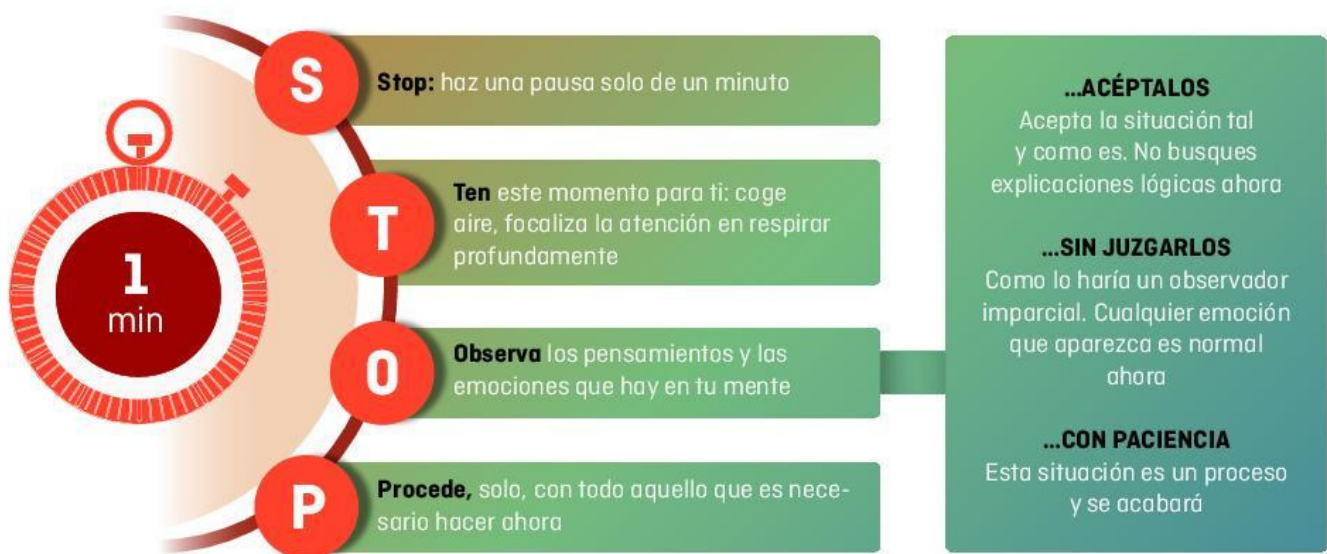 1
min
S
Stop: haz una pausa solo de un minuto
T
Ten este momento para ti: coge
aire, focaliza la atención en respirar
profundamente
O
Observa los pensamientos y las
emociones que hay en tu mente
P
Procede, solo, con todo aquello que es nece-
sario hacer ahora
...ACÉPTALOS
Acepta la situación tal
y como es. No busques
explicaciones lógicas ahora
...SIN JUZGARLOS
Como lo haría un observador
imparcial. Cualquier emoción
que aparezca es normal
ahora
...CON PACIENCIA
Esta situación es un proceso
y se acabará